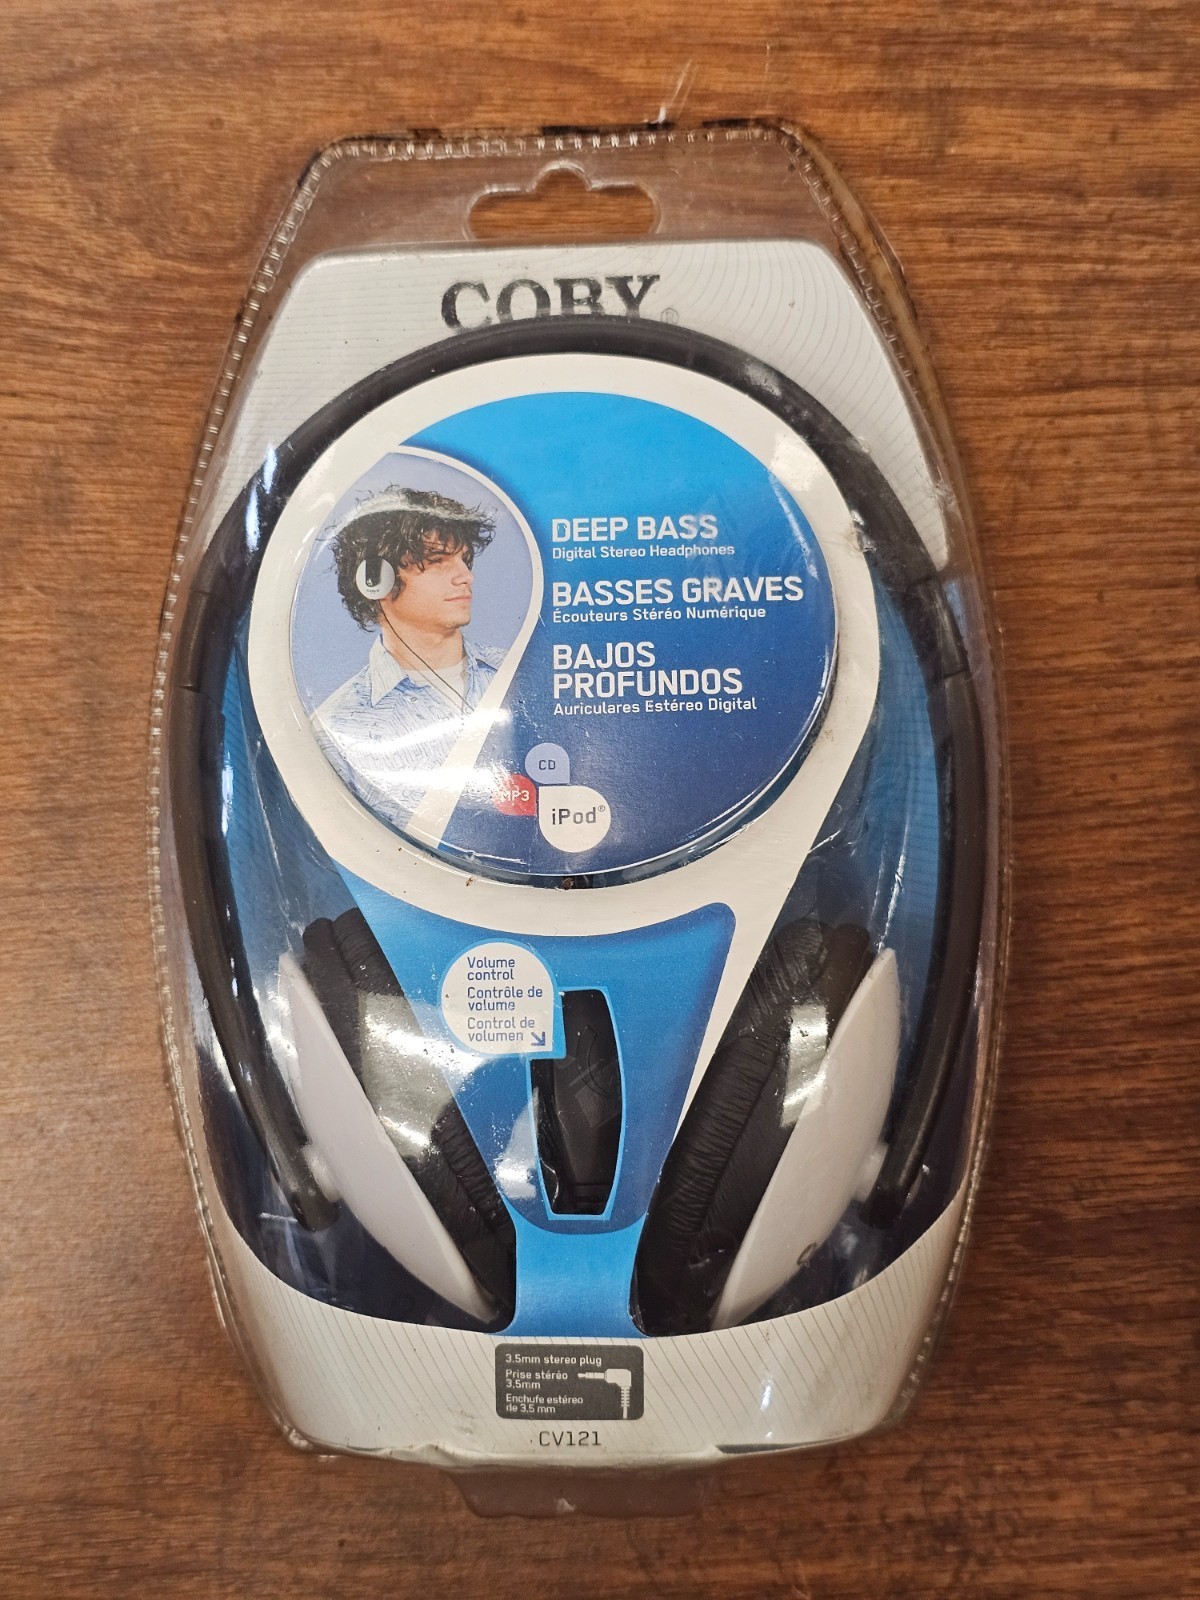 COBY®
DEEP BASS
Digital Stereo Headphones
BASSES GRAVES
Écouteurs Stéréo Numérique
BAJOS
PROFUNDOS
Auriculares Estéreo Digital
CD
MP3
iPod®
Volume
control
Contrôle de
volume
Control de
volumen
3.5mm stereo plug
Prise stéréo
3.5mm
Enchufe estéreo
de 3,5 mm
CV121